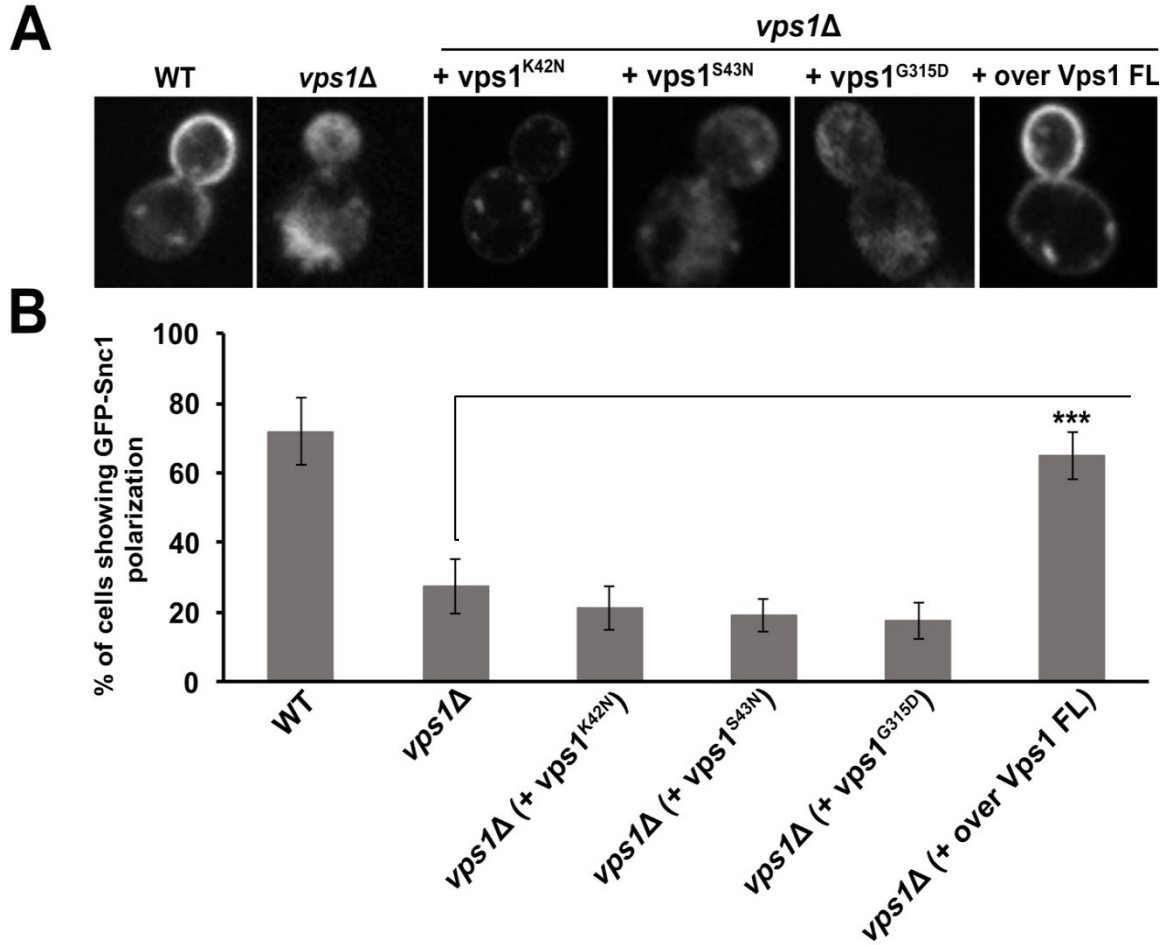 A
vps1Δ
WT
vps1Δ
+ vps1K42N
+ vps1S43N
+ vps1G315D
+ over Vps1 FL
B
% of cells showing GFP-Snc1
polarization
100
80
60
40
20
0
***
WT
vps1Δ
vps1Δ (+ vps1K42N)
vps1Δ (+ vps1S43N)
vps1Δ (+ vps1G315D)
vps1Δ (+ over Vps1 FL)